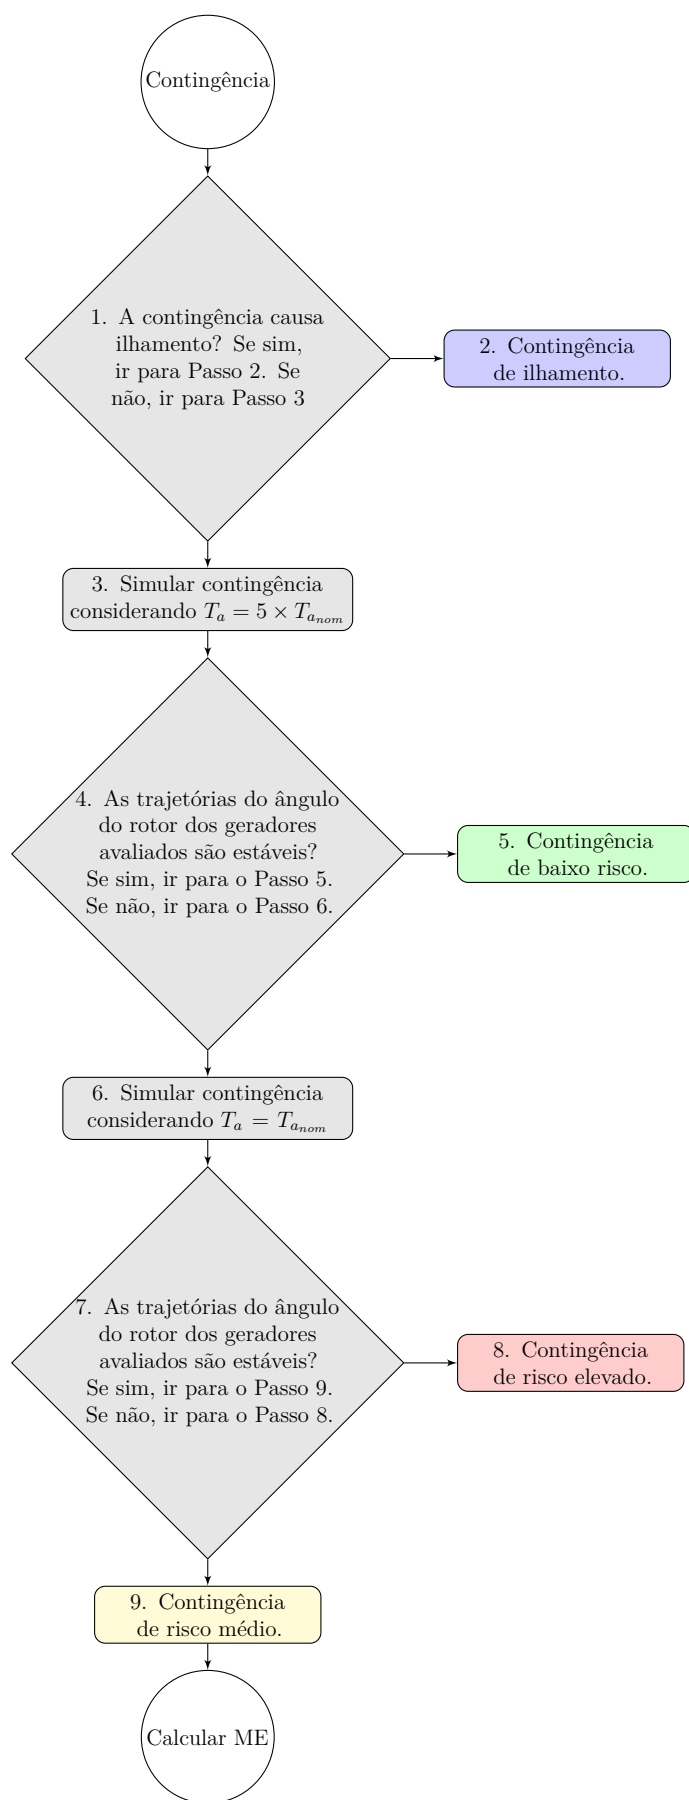 Contingência
1. A contingência causa
ilhamento? Se sim,
ir para Passo 2. Se
não, ir para Passo 3
2. Contingência
de ilhamento.
3. Simular contingência
considerando $T_a = 5 \times T_{a_{nom}}$
4. As trajetórias do ângulo
do rotor dos geradores
avaliados são estáveis?
Se sim, ir para o Passo 5.
Se não, ir para o Passo 6.
5. Contingência
de baixo risco.
6. Simular contingência
considerando $T_a = T_{a_{nom}}$
7. As trajetórias do ângulo
do rotor dos geradores
avaliados são estáveis?
Se sim, ir para o Passo 9.
Se não, ir para o Passo 8.
8. Contingência
de risco elevado.
9. Contingência
de risco médio.
Calcular ME